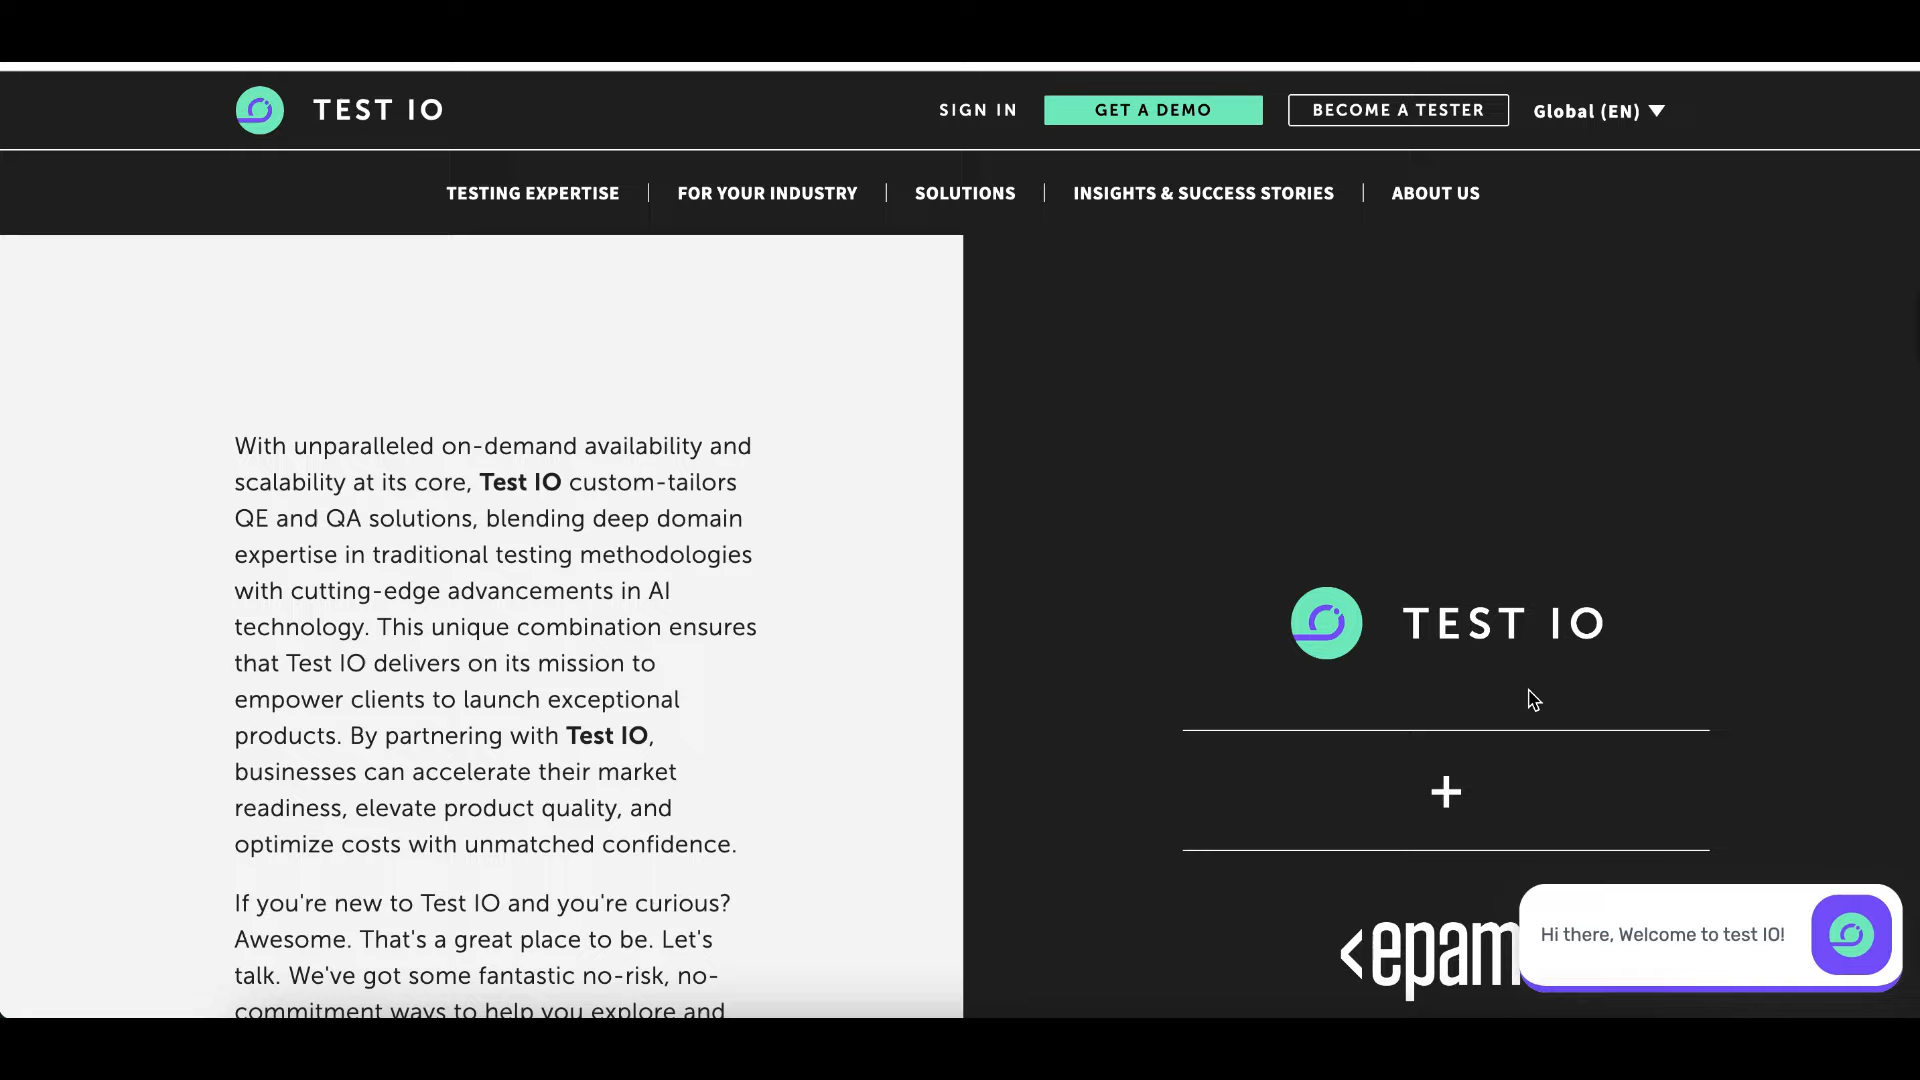 TEST IO
SIGN IN
GET A DEMO
BECOME A TESTER
Global (EN)
TESTING EXPERTISE
FOR YOUR INDUSTRY
SOLUTIONS
INSIGHTS & SUCCESS STORIES
ABOUT US
With unparalleled on-demand availability and
scalability at its core, Test IO custom-tailors
QE and QA solutions, blending deep domain
expertise in traditional testing methodologies
with cutting-edge advancements in AI
technology. This unique combination ensures
that Test IO delivers on its mission to
empower clients to launch exceptional
products. By partnering with Test IO,
businesses can accelerate their market
readiness, elevate product quality, and
optimize costs with unmatched confidence.
If you're new to Test IO and you're curious?
Awesome. That's a great place to be. Let's
talk. We've got some fantastic no-risk, no-
commitment ways to help you explore and
TEST IO
+
<epam
Hi there, Welcome to test IO!